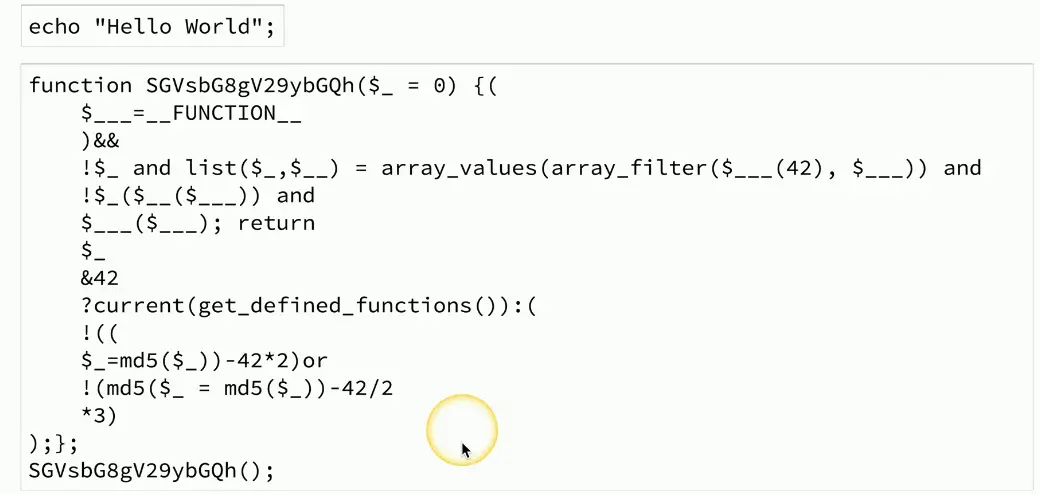 echo "Hello World";
function SGVsbG8gV29ybGQh($_ = 0) {(
    $___=__FUNCTION__
    )&&
    !$_ and list($_,$__) = array_values(array_filter($___(42), $___)) and
    !$_($__($___)) and
    $___($___); return
    $_
    &42
    ?current(get_defined_functions()):(
    !((
    $_=md5($_))-42*2)or
    !(md5($_ = md5($_))-42/2
    *3)
);};
SGVsbG8gV29ybGQh();